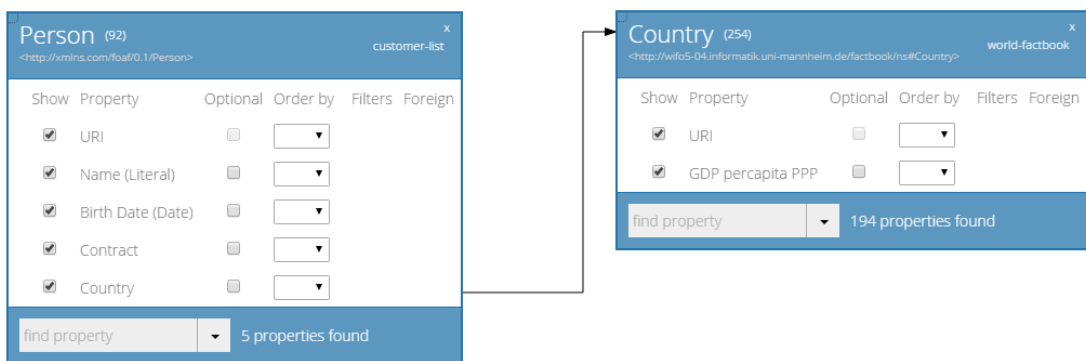 Person (92)
x
customer-list
<http://xmlns.com/foaf/0.1/Person>
Show Property Optional Order by Filters Foreign
URI
Name (Literal)
Birth Date (Date)
Contract
Country
find property
5 properties found
Country (254)
x
world-factbook
<http://wifo5-04.informatik.uni-mannheim.de/factbook/ns#Country>
Show Property Optional Order by Filters Foreign
URI
GDP percapita PPP
find property
194 properties found